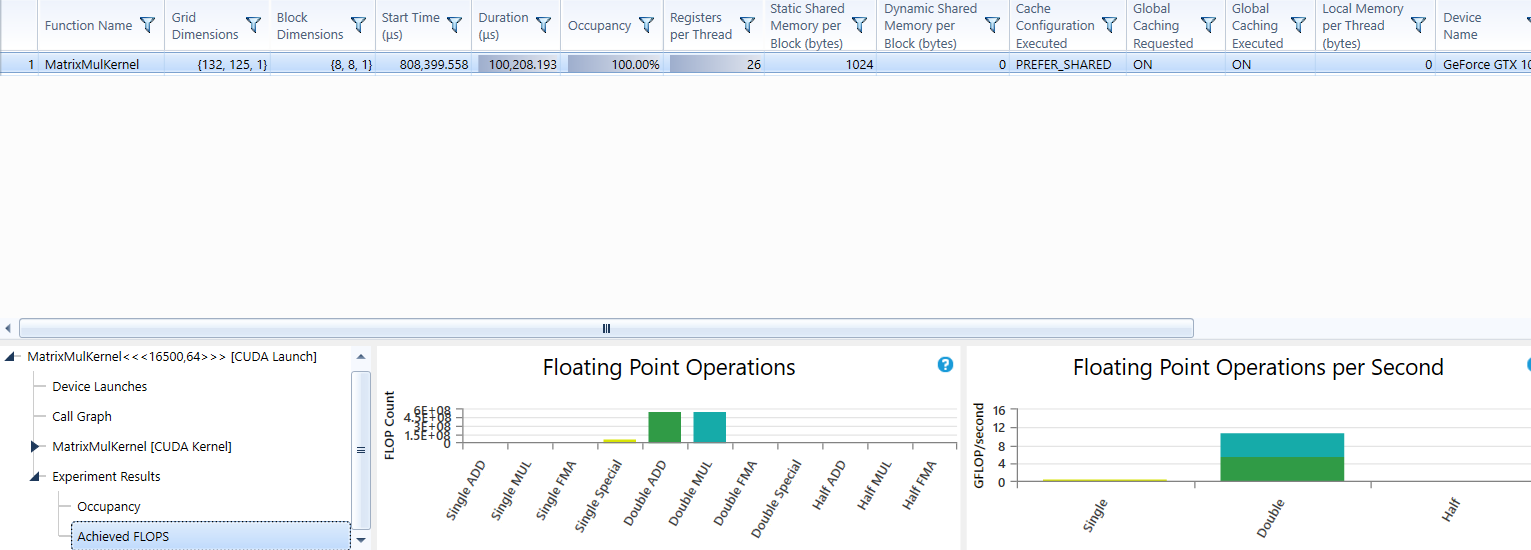 Function Name
Grid
Dimensions
Block
Dimensions
Start Time
(µs)
Duration
(µs)
Occupancy
Registers
per Thread
Static Shared
Memory per
Block (bytes)
Dynamic Shared
Memory per
Block (bytes)
Cache
Configuration
Executed
Global
Caching
Requested
Global
Caching
Executed
Local Memory
per Thread
(bytes)
Device
Name
1 MatrixMulKernel {132, 125, 1} {8, 8, 1} 808,399.558 100,208.193 100.00% 26 1024 0 PREFER_SHARED ON ON 0 GeForce GTX 10
MatrixMulKernel<<<16500,64>>> [CUDA Launch]
Device Launches
Call Graph
MatrixMulKernel [CUDA Kernel]
Experiment Results
Occupancy
Achieved FLOPS
Floating Point Operations
?
FLOP Count
6E+08
4.5E+08
3E+08
1.5E+08
0
Single ADD
Single MUL
Single FMA
Single Special
Double ADD
Double MUL
Double FMA
Double Special
Half ADD
Half MUL
Half FMA
Floating Point Operations per Second
GFLOP/second
16
12
8
4
0
Single
Double
Half